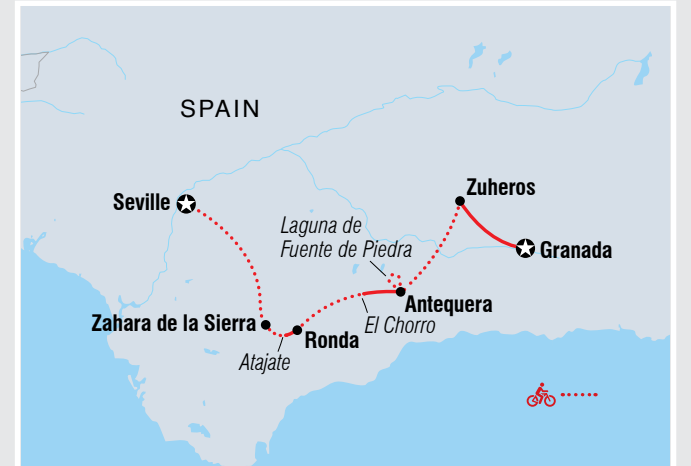 SPAIN
Zuheros
Seville
Laguna de
Fuente de Piedra
Granada
Antequera
El Chorro
Zahara de la Sierra
Ronda
Atajate